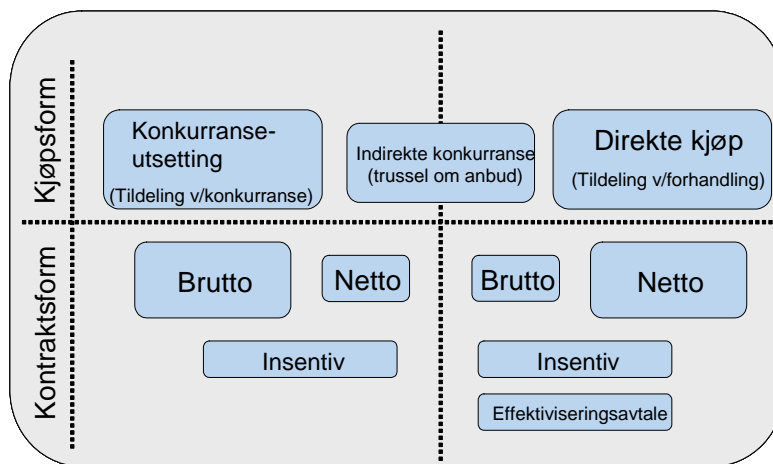 Kjøpsform
Konkurranse-
utsetting
(Tildeling v/konkurranse)
Indirekte konkurranse
(trussel om anbud)
Direkte kjøp
(Tildeling v/forhandling)
Kontraktsform
Brutto
Netto
Brutto
Netto
Insentiv
Insentiv
Effektiviseringsavtale